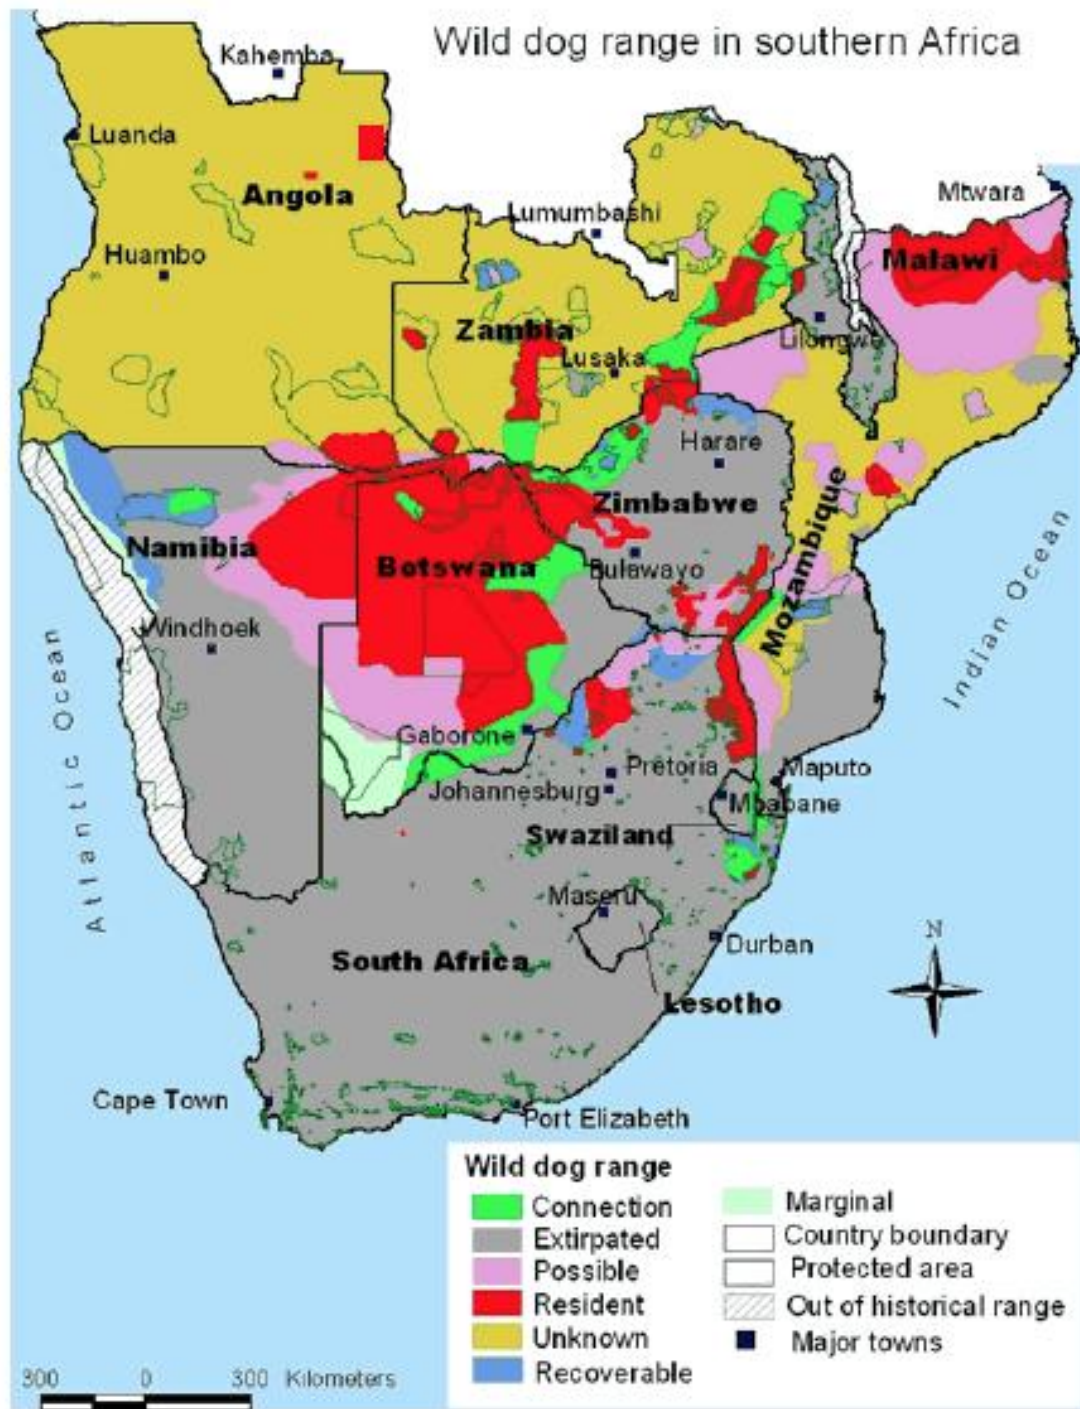 Wild dog range in southern Africa
Kahemba
Luanda
Angola
Mtwara
Lumumbashi
Huambo
Malawi
Zambia
Lusaka
Lilongwe
Harare
Zimbabwe
Namibia
Botswana
Bulawayo
Mozambique
Windhoek
Indian Ocean
Atlantic Ocean
Gaborone
Pretoria
Maputo
Johannesburg
Mbabane
Swaziland
Maseru
Durban
South Africa
N
Lesotho
Cape Town
Port Elizabeth
Wild dog range
Connection
Extirpated
Possible
Resident
Unknown
Recoverable
Marginal
Country boundary
Protected area
Out of historical range
Major towns
300 0 300 Kilometers